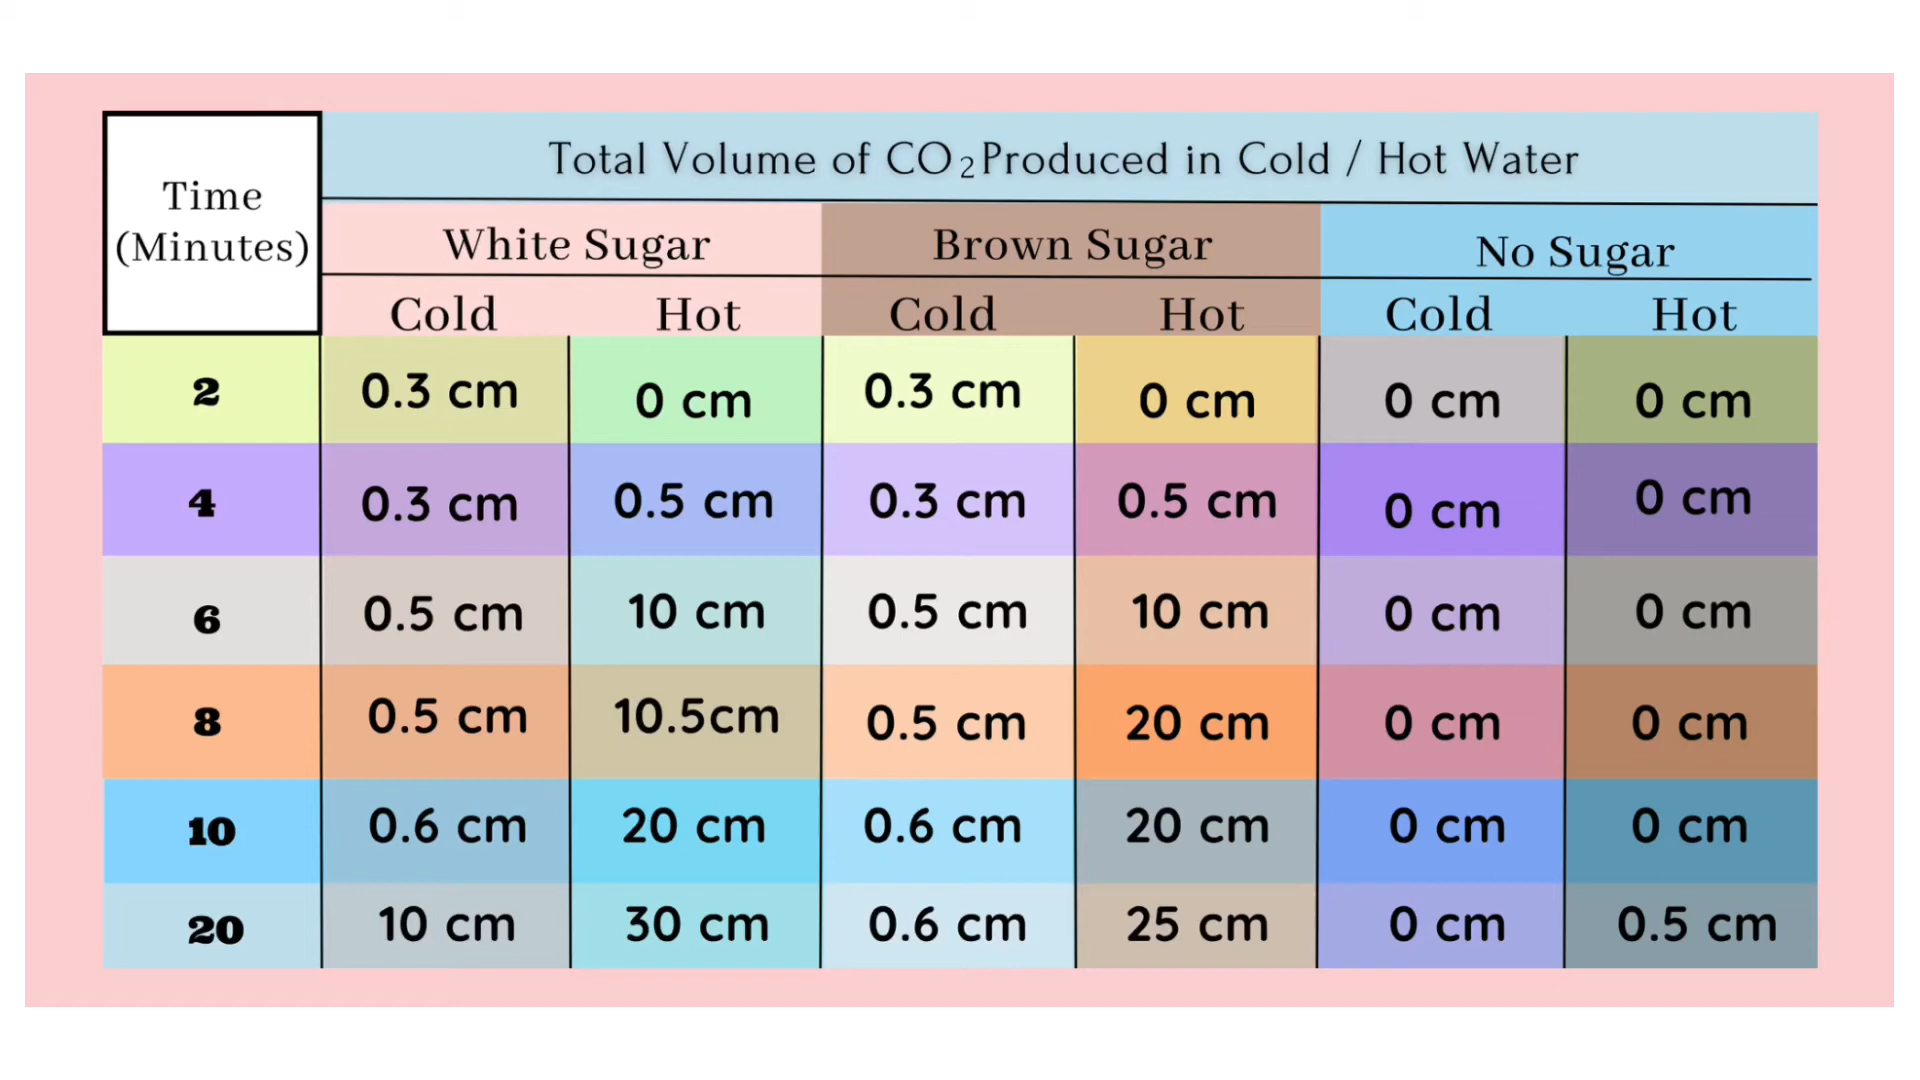 Time
(Minutes)
Total Volume of CO₂ Produced in Cold / Hot Water
White Sugar Brown Sugar No Sugar
Cold Hot Cold Hot Cold Hot
2 0.3 cm 0 cm 0.3 cm 0 cm 0 cm 0 cm
4 0.3 cm 0.5 cm 0.3 cm 0.5 cm 0 cm 0 cm
6 0.5 cm 10 cm 0.5 cm 10 cm 0 cm 0 cm
8 0.5 cm 10.5cm 0.5 cm 20 cm 0 cm 0 cm
10 0.6 cm 20 cm 0.6 cm 20 cm 0 cm 0 cm
20 10 cm 30 cm 0.6 cm 25 cm 0 cm 0.5 cm